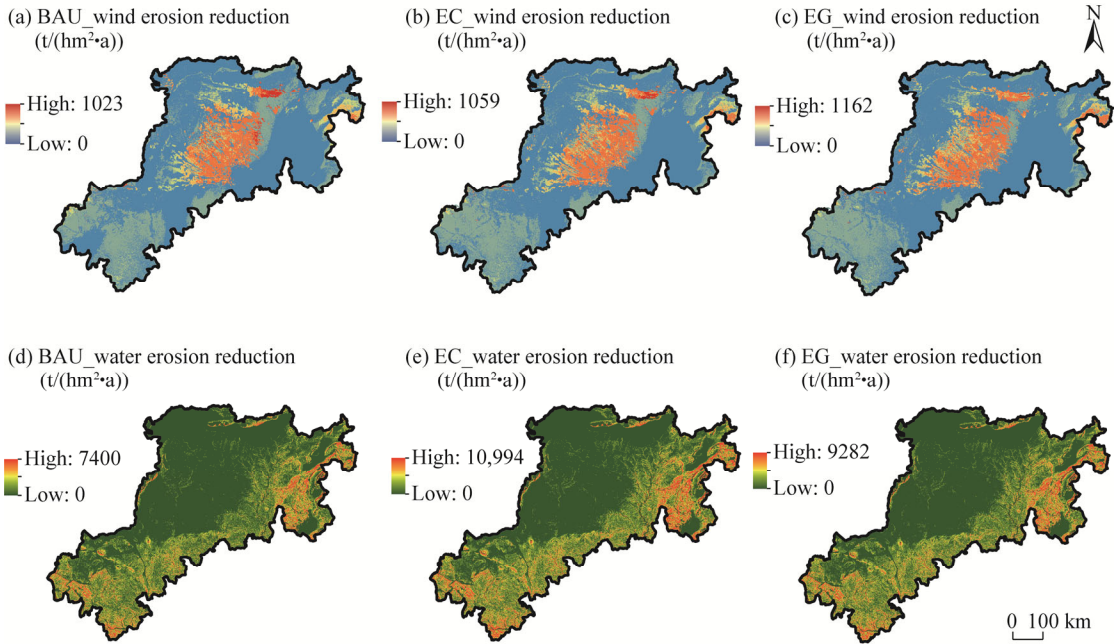 (a) BAU_wind erosion reduction
(t/(hm²•a))
High: 1023
Low: 0
(b) EC_wind erosion reduction
(t/(hm²•a))
High: 1059
Low: 0
(c) EG_wind erosion reduction
(t/(hm²•a))
High: 1162
Low: 0
N
(d) BAU_water erosion reduction
(t/(hm²•a))
High: 7400
Low: 0
(e) EC_water erosion reduction
(t/(hm²•a))
High: 10,994
Low: 0
(f) EG_water erosion reduction
(t/(hm²•a))
High: 9282
Low: 0
0 100 km